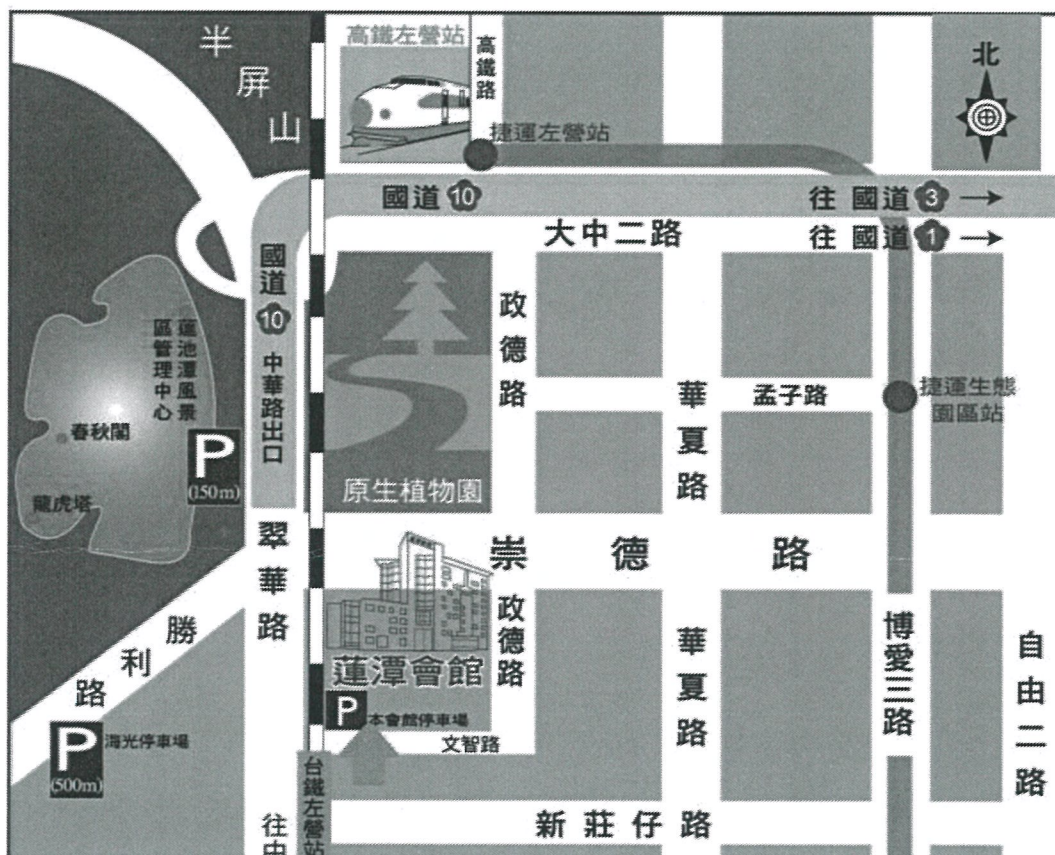 半屏山
高鐵左營站
高鐵路
北
捷運左營站
國道 10
往 國道 3 →
大中二路
往 國道 1 →
國道 10 中華路出口
政德路
蓮池潭風景
區管理中心
春秋閣
P
(150m)
龍虎塔
華夏路
孟子路
捷運生態
園區站
原生植物園
崇德路
翠華路
勝利路
政德路
蓮潭會館
華夏路
博愛三路
自由二路
P
本會館停車場
文智路
P
海光停車場
(500m)
台鐵左營站
新莊仔路
往中